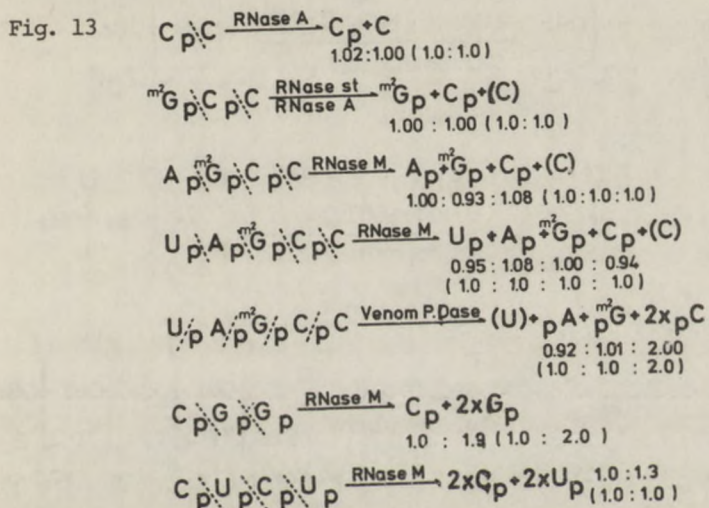 Fig. 13
CpC RNase A Cp+C
1.02:1.00 (1.0:1.0)
m²GpCpC RNase st RNase A m²Gp+Cp+(C)
1.00 : 1.00 (1.0:1.0)
Apm²GpCpC RNase M Ap+m²Gp+Cp+(C)
1.00:0.93:1.08 (1.0:1.0:1.0)
UpApm²GpCpC RNase M Up+Ap+m²Gp+Cp+(C)
0.95:1.08:1.00:0.94
(1.0 : 1.0 : 1.0 : 1.0)
UpApm²GpCpC Venom P.Dase (U)+pA+pm²G+2xpC
0.92 : 1.01 : 2.00
(1.0 : 1.0 : 2.0)
CpGpGp RNase M Cp+2xGp
1.0 : 1.9 (1.0 : 2.0)
CpUpCpUp RNase M 2xCp+2xUp 1.0:1.3
(1.0:1.0)